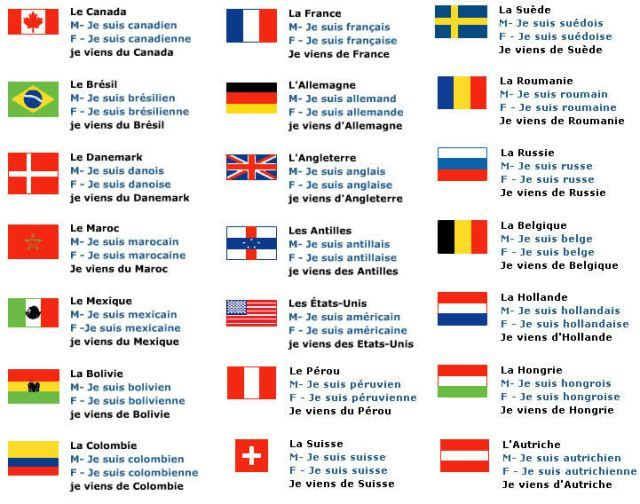 Le Canada
M- Je suis canadien
F - Je suis canadienne
je viens du Canada
Le Brésil
M- Je suis brésilien
F - Je suis brésilienne
je viens du Brésil
Le Danemark
M- Je suis danois
F - Je suis danoise
je viens du Danemark
Le Maroc
M- Je suis marocain
F - Je suis marocaine
Je viens du Maroc
Le Mexique
M- Je suis mexicain
F -Je suis mexicaine
Je viens du Mexique
La Bolivie
M- Je suis bolivien
F - Je suis bolivienne
je viens de Bolivie
La Colombie
M- Je suis colombien
F - Je suis colombienne
je viens de Colombie
La France
M- Je suis français
F - Je suis française
Je viens de France
L'Allemagne
M- Je suis allemand
F - Je suis allemande
je viens d'Allemagne
L'Angleterre
M- Je suis anglais
F - Je suis anglaise
je viens d'Angleterre
Les Antilles
M- Je suis antillais
F - Je suis antillaise
je viens des Antilles
Les États-Unis
M- Je suis américain
F - Je suis américaine
je viens des Etats-Unis
Le Pérou
M- Je suis péruvien
F - Je suis péruvienne
Je viens du Pérou
La Suisse
M- Je suis suisse
F - Je suis suisse
Je viens de Suisse
La Suède
M- Je suis suédois
F - Je suis suédoise
je viens de Suède
La Roumanie
M- Je suis roumain
F - Je suis roumaine
Je viens de Roumanie
La Russie
M- Je suis russe
F - Je suis russe
Je viens de Russie
La Belgique
M- Je suis belge
F - Je suis belge
Je viens de Belgique
La Hollande
M- Je suis hollandais
F - Je suis hollandaise
Je viens d'Hollande
La Hongrie
M- Je suis hongrois
F - Je suis hongroise
Je viens de Hongrie
L'Autriche
M- Je suis autrichien
F - Je suis autrichienne
Je viens d'Autriche